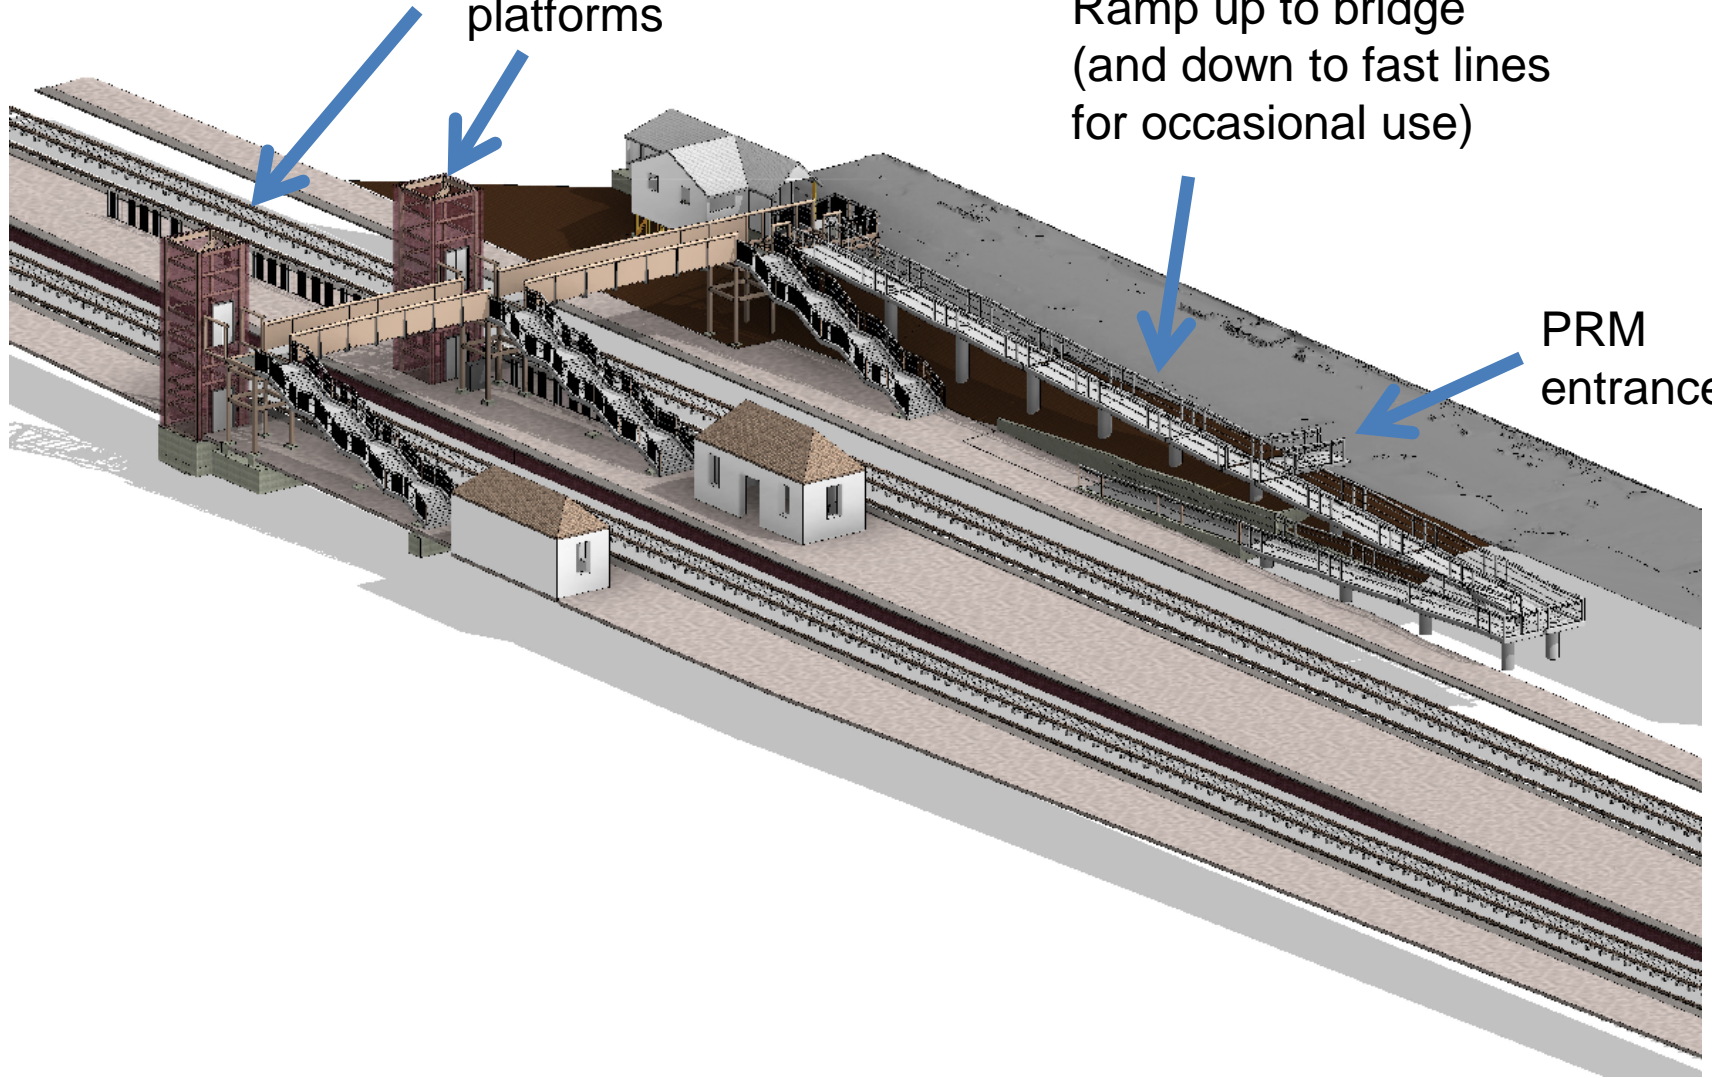 platforms
Ramp up to bridge
(and down to fast lines
for occasional use)
PRM
entrance